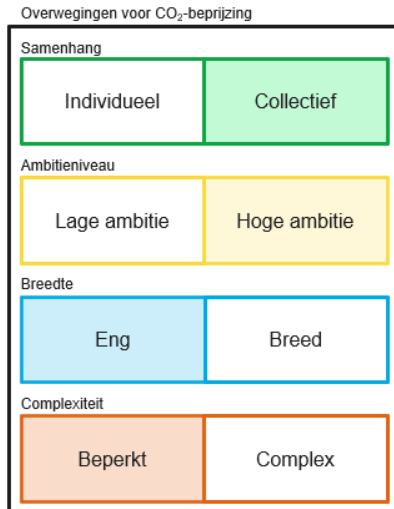 Overwegingen voor CO₂-beprijzing
Samenhang
Individueel Collectief
Ambitieniveau
Lage ambitie Hoge ambitie
Breedte
Eng Breed
Complexiteit
Beperkt Complex